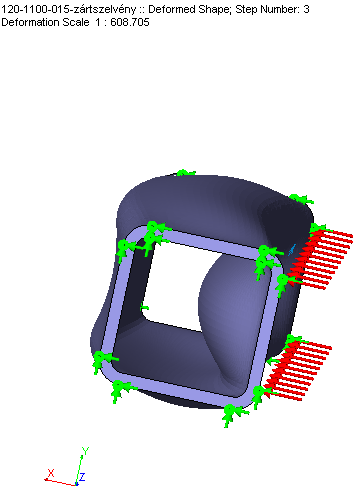 120-1100-015-zártszelvény :: Deformed Shape; Step Number: 3
Deformation Scale 1 : 608.705
Y
X
Z